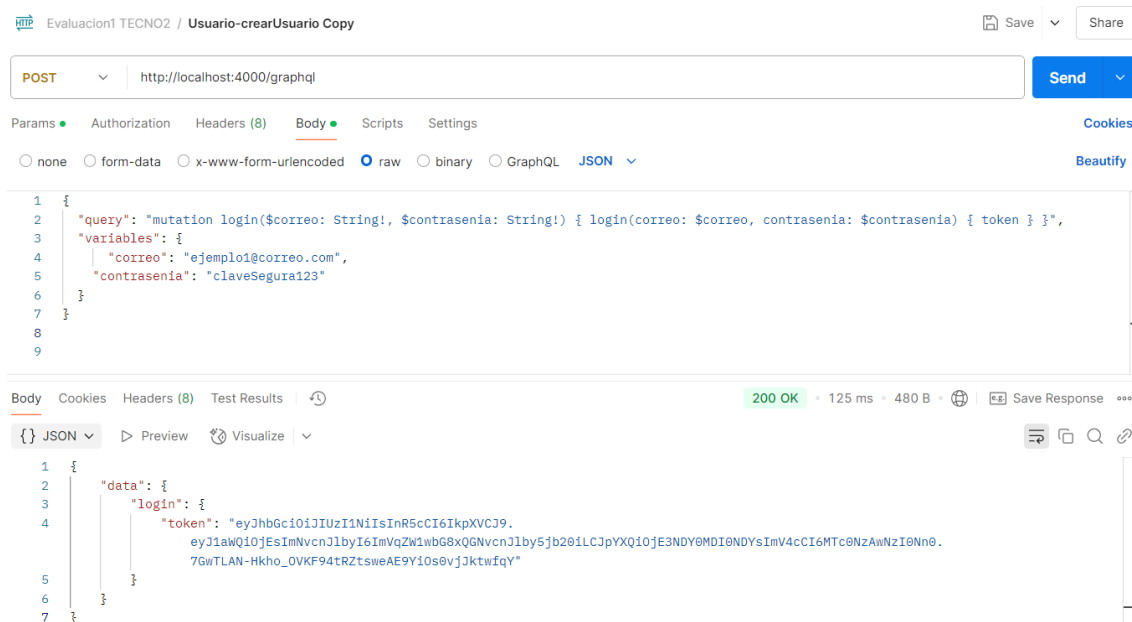 HTTP Evaluacion1 TECNO2 / Usuario-crearUsuario Copy Save Share
POST http://localhost:4000/graphql Send
Params Authorization Headers (8) Body Scripts Settings Cookies
none form-data x-www-form-urlencoded raw binary GraphQL JSON Beautify
1 {
2 "query": "mutation login($correo: String!, $contrasenia: String!) { login(correo: $correo, contrasenia: $contrasenia) { token } }",
3 "variables": {
4 "correo": "ejemplo1@correo.com",
5 "contrasenia": "claveSegura123"
6 }
7 }
8
9
Body Cookies Headers (8) Test Results 200 OK 125 ms 480 B e.g. Save Response
{} JSON Preview Visualize
1 {
2 "data": {
3 "login": {
4 "token": "eyJhbGciOiJIUzI1NiIsInR5cCI6IkpXVCJ9.
eyJ1aWQiOjEsImNvcnJlbyI6ImVqZW1wbG8xQGNvcnJlby5jb20iLCJpYXQiOjE3NDY0MDI0NDYsImV4cCI6MTc0NzAwNzI0Nn0.
7GwTLAN-Hkho_OVKF94tRZtsweAE9YiOs0vjJktwfqY"
5 }
6 }
7 }